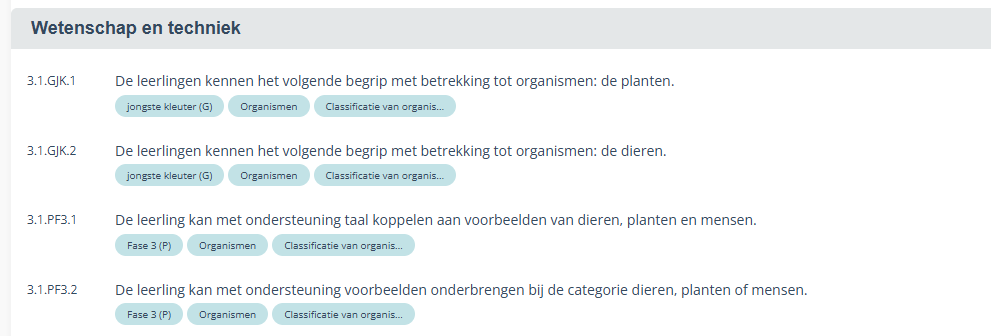 Wetenschap en techniek
3.1.GJK.1 De leerlingen kennen het volgende begrip met betrekking tot organismen: de planten.
jongste kleuter (G) Organismen Classificatie van organis...
3.1.GJK.2 De leerlingen kennen het volgende begrip met betrekking tot organismen: de dieren.
jongste kleuter (G) Organismen Classificatie van organis...
3.1.PF3.1 De leerling kan met ondersteuning taal koppelen aan voorbeelden van dieren, planten en mensen.
Fase 3 (P) Organismen Classificatie van organis...
3.1.PF3.2 De leerling kan met ondersteuning voorbeelden onderbrengen bij de categorie dieren, planten of mensen.
Fase 3 (P) Organismen Classificatie van organis...